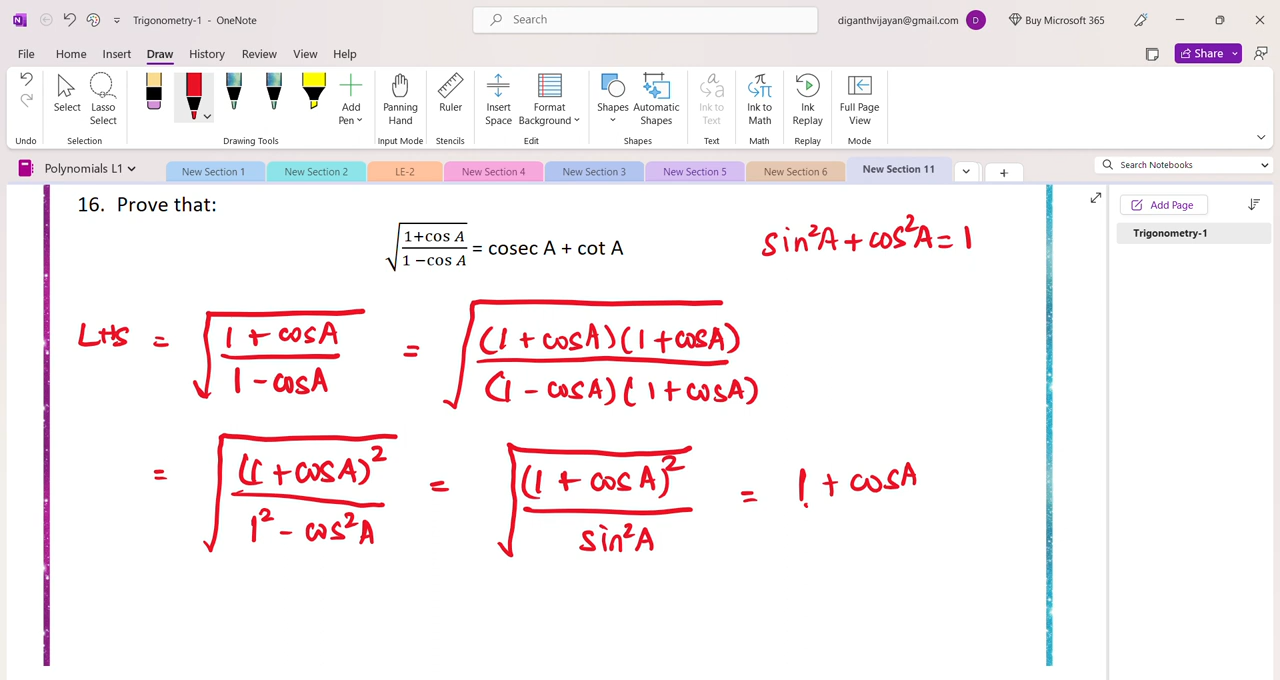 Trigonometry-1 - OneNote
Search
diganthvijayan@gmail.com D Buy Microsoft 365
File Home Insert Draw History Review View Help Share
Undo
Select
Lasso Select
Add Pen
Panning Hand
Ruler
Insert Space
Format Background
Shapes
Automatic Shapes
Ink to Text
Ink to Math
Ink Replay
Full Page View
Undo Selection Drawing Tools Input Mode Stencils Edit Shapes Text Math Replay Mode
Polynomials L1 New Section 1 New Section 2 LE-2 New Section 4 New Section 3 New Section 5 New Section 6 New Section 11 + Search Notebooks
Add Page
Trigonometry-1
16. Prove that:
√((1+cos A)/(1 −cos A)) = cosec A + cot A
sin²A + cos²A = 1
LHS = √((1 + cosA)/(1 - cosA)) = √((1 + cosA)(1 + cosA)/(1 - cosA)(1 + cosA))
= √((1 + cosA)²/(1² - cos²A)) = √((1 + cosA)²/sin²A) = 1 + cosA